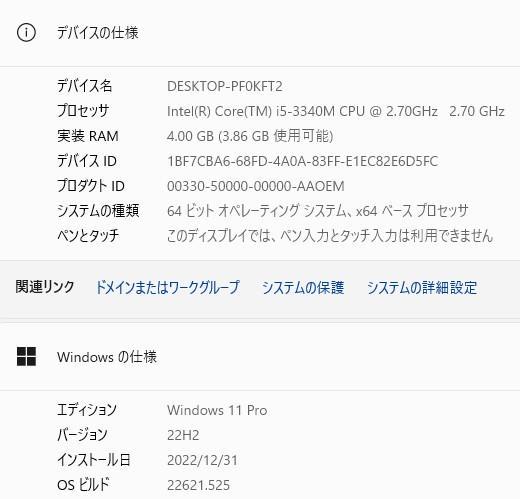 デバイスの仕様
デバイス名 DESKTOP-PF0KFT2
プロセッサ Intel(R) Core(TM) i5-3340M CPU @ 2.70GHz 2.70 GHz
実装 RAM 4.00 GB (3.86 GB 使用可能)
デバイス ID 1BF7CBA6-68FD-4A0A-83FF-E1EC82E6D5FC
プロダクト ID 00330-50000-00000-AAOEM
システムの種類 64 ビット オペレーティング システム、x64 ベース プロセッサ
ペンとタッチ このディスプレイでは、ペン入力とタッチ入力は利用できません
関連リンク ドメインまたはワークグループ システムの保護 システムの詳細設定
Windows の仕様
エディション Windows 11 Pro
バージョン 22H2
インストール日 2022/12/31
OS ビルド 22621.525